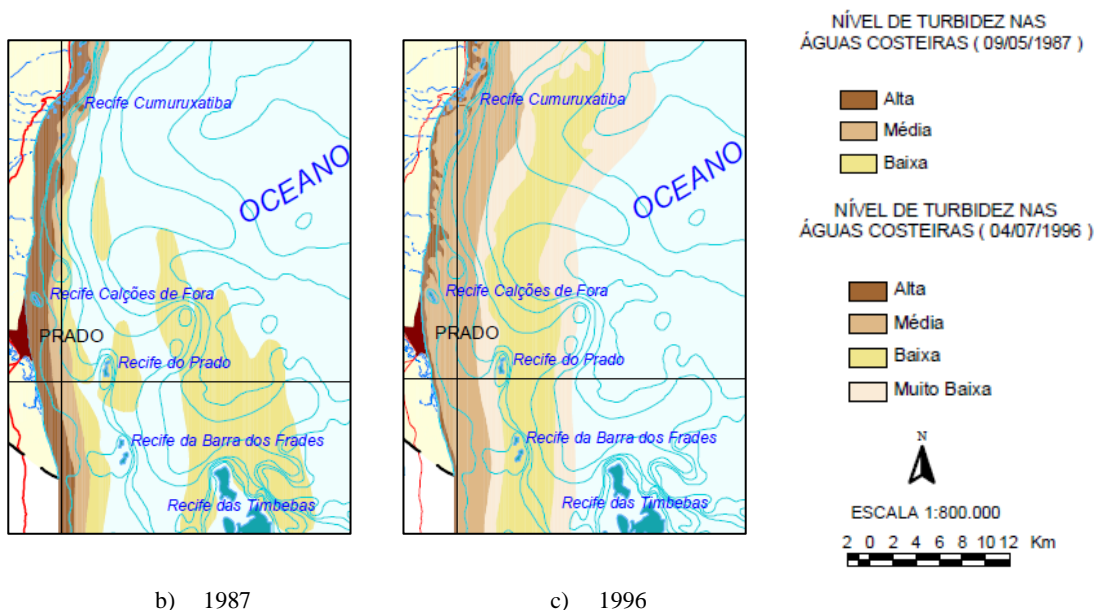 Recife Cumuruxatiba
OCEANO
Recife Calções de Fora
PRADO
Recife do Prado
Recife da Barra dos Frades
Recife das Timbebas
b) 1987
Recife Cumuruxatiba
OCEANO
Recife Calções de Fora
PRADO
Recife do Prado
Recife da Barra dos Frades
Recife das Timbebas
c) 1996
NÍVEL DE TURBIDEZ NAS
ÁGUAS COSTEIRAS ( 09/05/1987 )
Alta
Média
Baixa
NÍVEL DE TURBIDEZ NAS
ÁGUAS COSTEIRAS ( 04/07/1996 )
Alta
Média
Baixa
Muito Baixa
N
ESCALA 1:800.000
2 0 2 4 6 8 10 12 Km